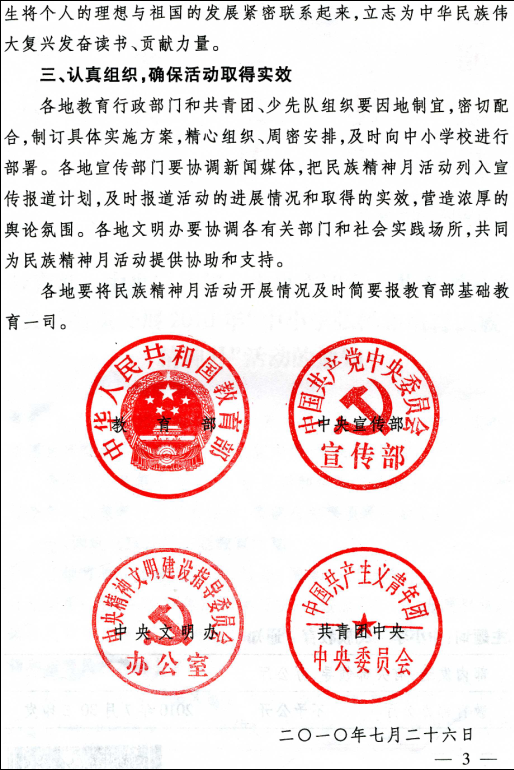 生将个人的理想与祖国的发展紧密联系起来，立志为中华民族伟
大复兴发奋读书、贡献力量。
三、认真组织，确保活动取得实效
各地教育行政部门和共青团、少先队组织要因地制宜，密切配
合，制订具体实施方案，精心组织、周密安排，及时向中小学校进行
部署。各地宣传部门要协调新闻媒体，把民族精神月活动列入宣
传报道计划，及时报道活动的进展情况和取得的实效，营造浓厚的
舆论氛围。各地文明办要协调各有关部门和社会实践场所，共同
为民族精神月活动提供协助和支持。
各地要将民族精神月活动开展情况及时简要报教育部基础教
育一司。
中华人民共和国教育部
教育部
中国共产党中央委员会
中央宣传部
宣传部
中央精神文明建设指导委员会
中央文明办
办公室
中国共产主义青年团
共青团中央
中央委员会
二〇一〇年七月二十六日
— 3 —